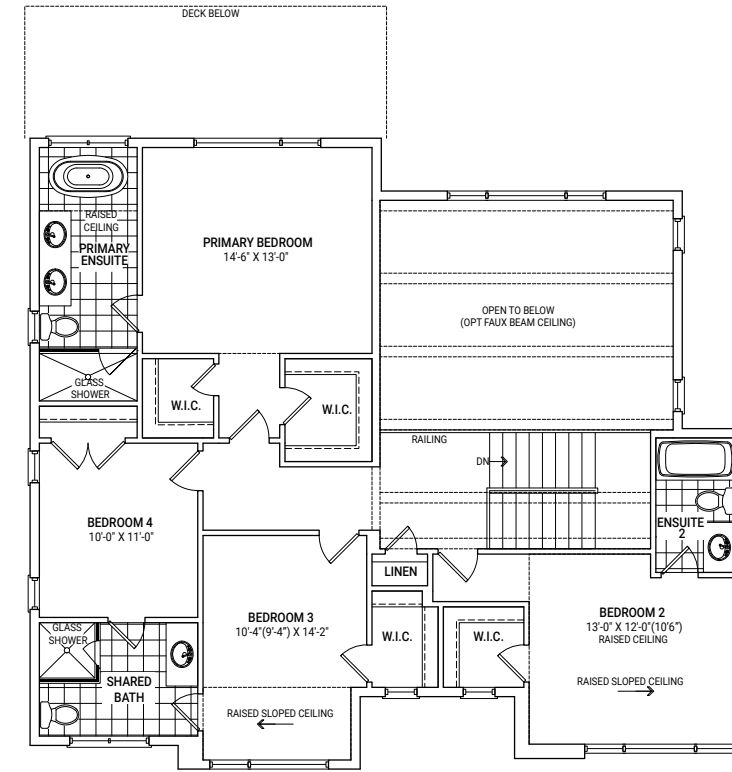 DECK BELOW
RAISED
CEILING
PRIMARY
ENSUITE
PRIMARY BEDROOM
14'-6" X 13'-0"
OPEN TO BELOW
(OPT FAUX BEAM CEILING)
GLASS
SHOWER
W.I.C.
W.I.C.
RAILING
DN
BEDROOM 4
10'-0" X 11'-0"
ENSUITE
2
LINEN
BEDROOM 3
10'-4"(9'-4") X 14'-2"
BEDROOM 2
13'-0" X 12'-0"(10'6")
RAISED CEILING
GLASS
SHOWER
W.I.C.
W.I.C.
SHARED
BATH
RAISED SLOPED CEILING
RAISED SLOPED CEILING